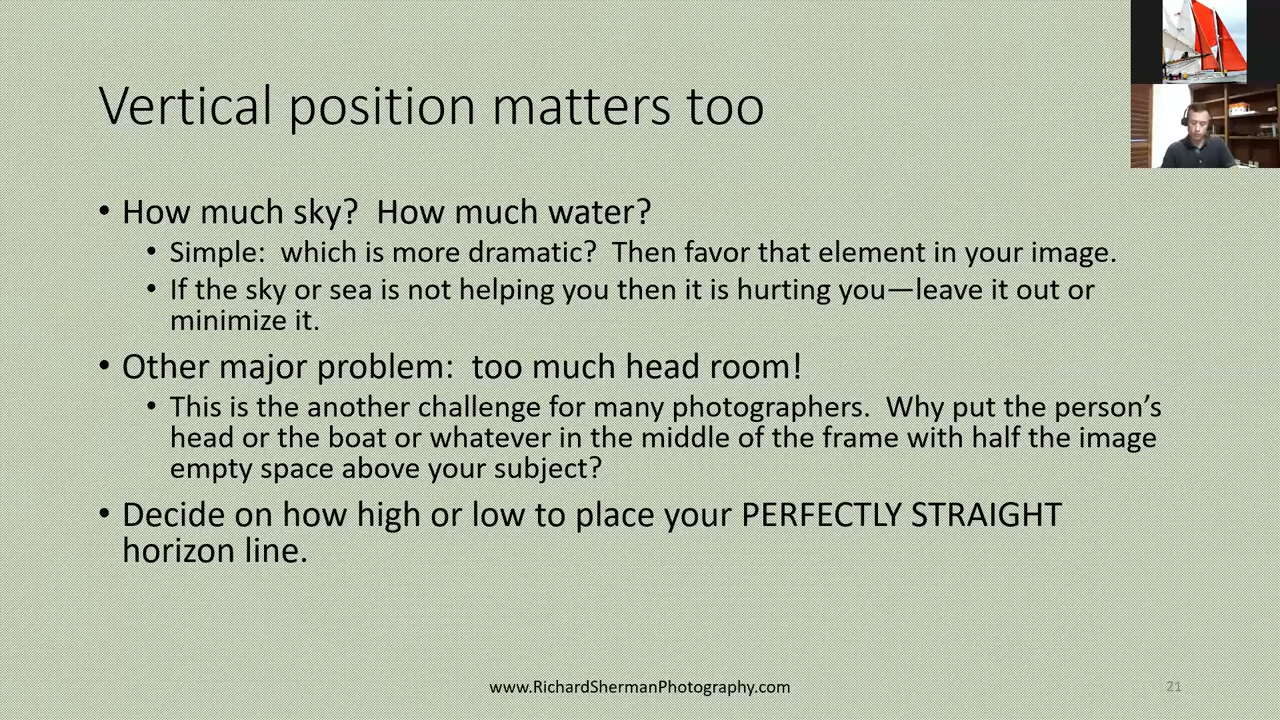 Vertical position matters too
• How much sky?  How much water?
• Simple:  which is more dramatic?  Then favor that element in your image.
• If the sky or sea is not helping you then it is hurting you—leave it out or
minimize it.
• Other major problem:  too much head room!
• This is the another challenge for many photographers.  Why put the person’s
head or the boat or whatever in the middle of the frame with half the image
empty space above your subject?
• Decide on how high or low to place your PERFECTLY STRAIGHT
horizon line.
www.RichardShermanPhotography.com
21